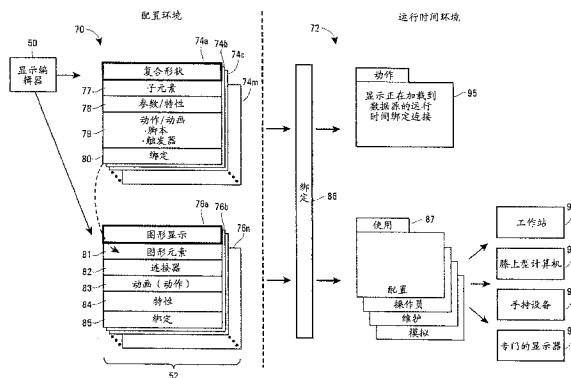 配置环境
运行时间环境
70
74a
74b
74c
74m
72
50
显示编
辑器
复合形状
77
子元素
78
参数/特性
79
动作/动画
·脚本
·触发器
80
绑定
动作
显示正在加载到
数据源的运行
时间绑定连接
95
绑定
86
76a
76b
76n
图形显示
81
图形元素
82
连接器
83
动画(动作)
84
特性
85
绑定
52
使用
87
配置
操作员
维护
模拟
工作站
膝上型计算机
手持设备
专门的显示器